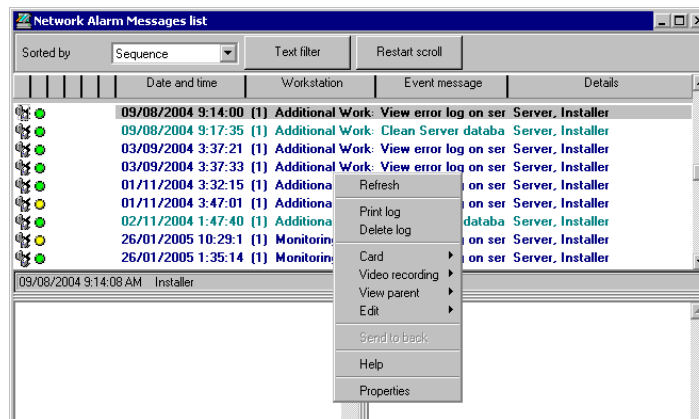 Network Alarm Messages list
Sorted by Sequence Text filter Restart scroll
Date and time Workstation Event message Details
09/08/2004 9:14:00 (1) Additional Work: View error log on ser Server, Installer
09/08/2004 9:17:35 (1) Additional Work: Clean Server databa Server, Installer
03/09/2004 3:37:21 (1) Additional Work: View error log on ser Server, Installer
03/09/2004 3:37:33 (1) Additional Work: View error log on ser Server, Installer
01/11/2004 3:32:15 (1) Additiona on ser Server, Installer
01/11/2004 3:47:01 (1) Additiona on ser Server, Installer
02/11/2004 1:47:40 (1) Additiona databa Server, Installer
26/01/2005 10:29:1 (1) Monitoring on ser Server, Installer
26/01/2005 1:35:14 (1) Monitoring on ser Server, Installer
Refresh
Print log
Delete log
Card
Video recording
View parent
Edit
Send to back
Help
Properties
09/08/2004 9:14:08 AM Installer